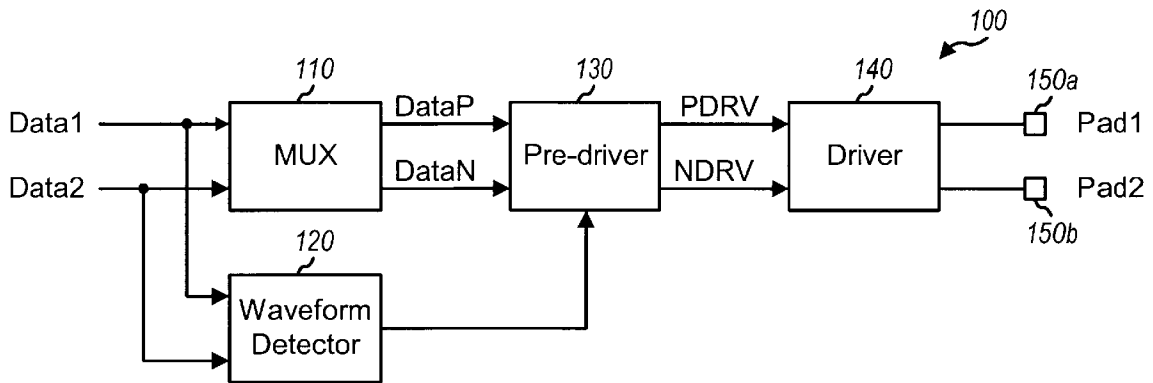 100
110
130
140
150a
Data1
DataP
PDRV
Pad1
MUX
Pre-driver
Driver
Data2
DataN
NDRV
Pad2
150b
120
Waveform
Detector